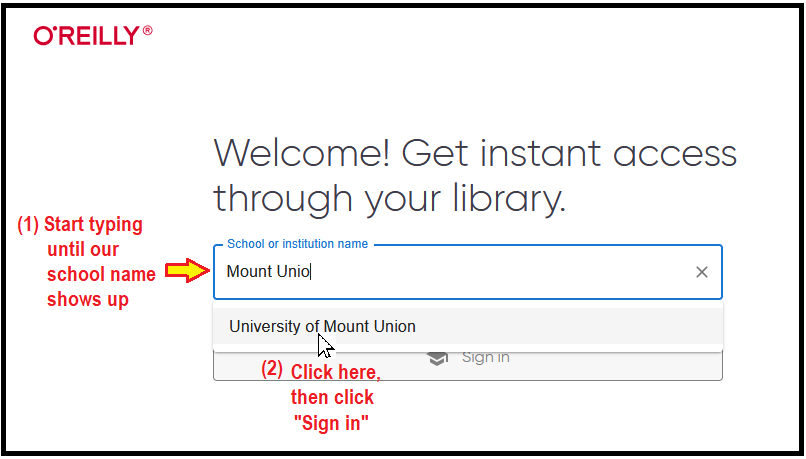 O'REILLY®
Welcome! Get instant access
through your library.
(1) Start typing
until our
school name
shows up
School or institution name
Mount Unio
University of Mount Union
Sign in
(2) Click here,
then click
"Sign in"